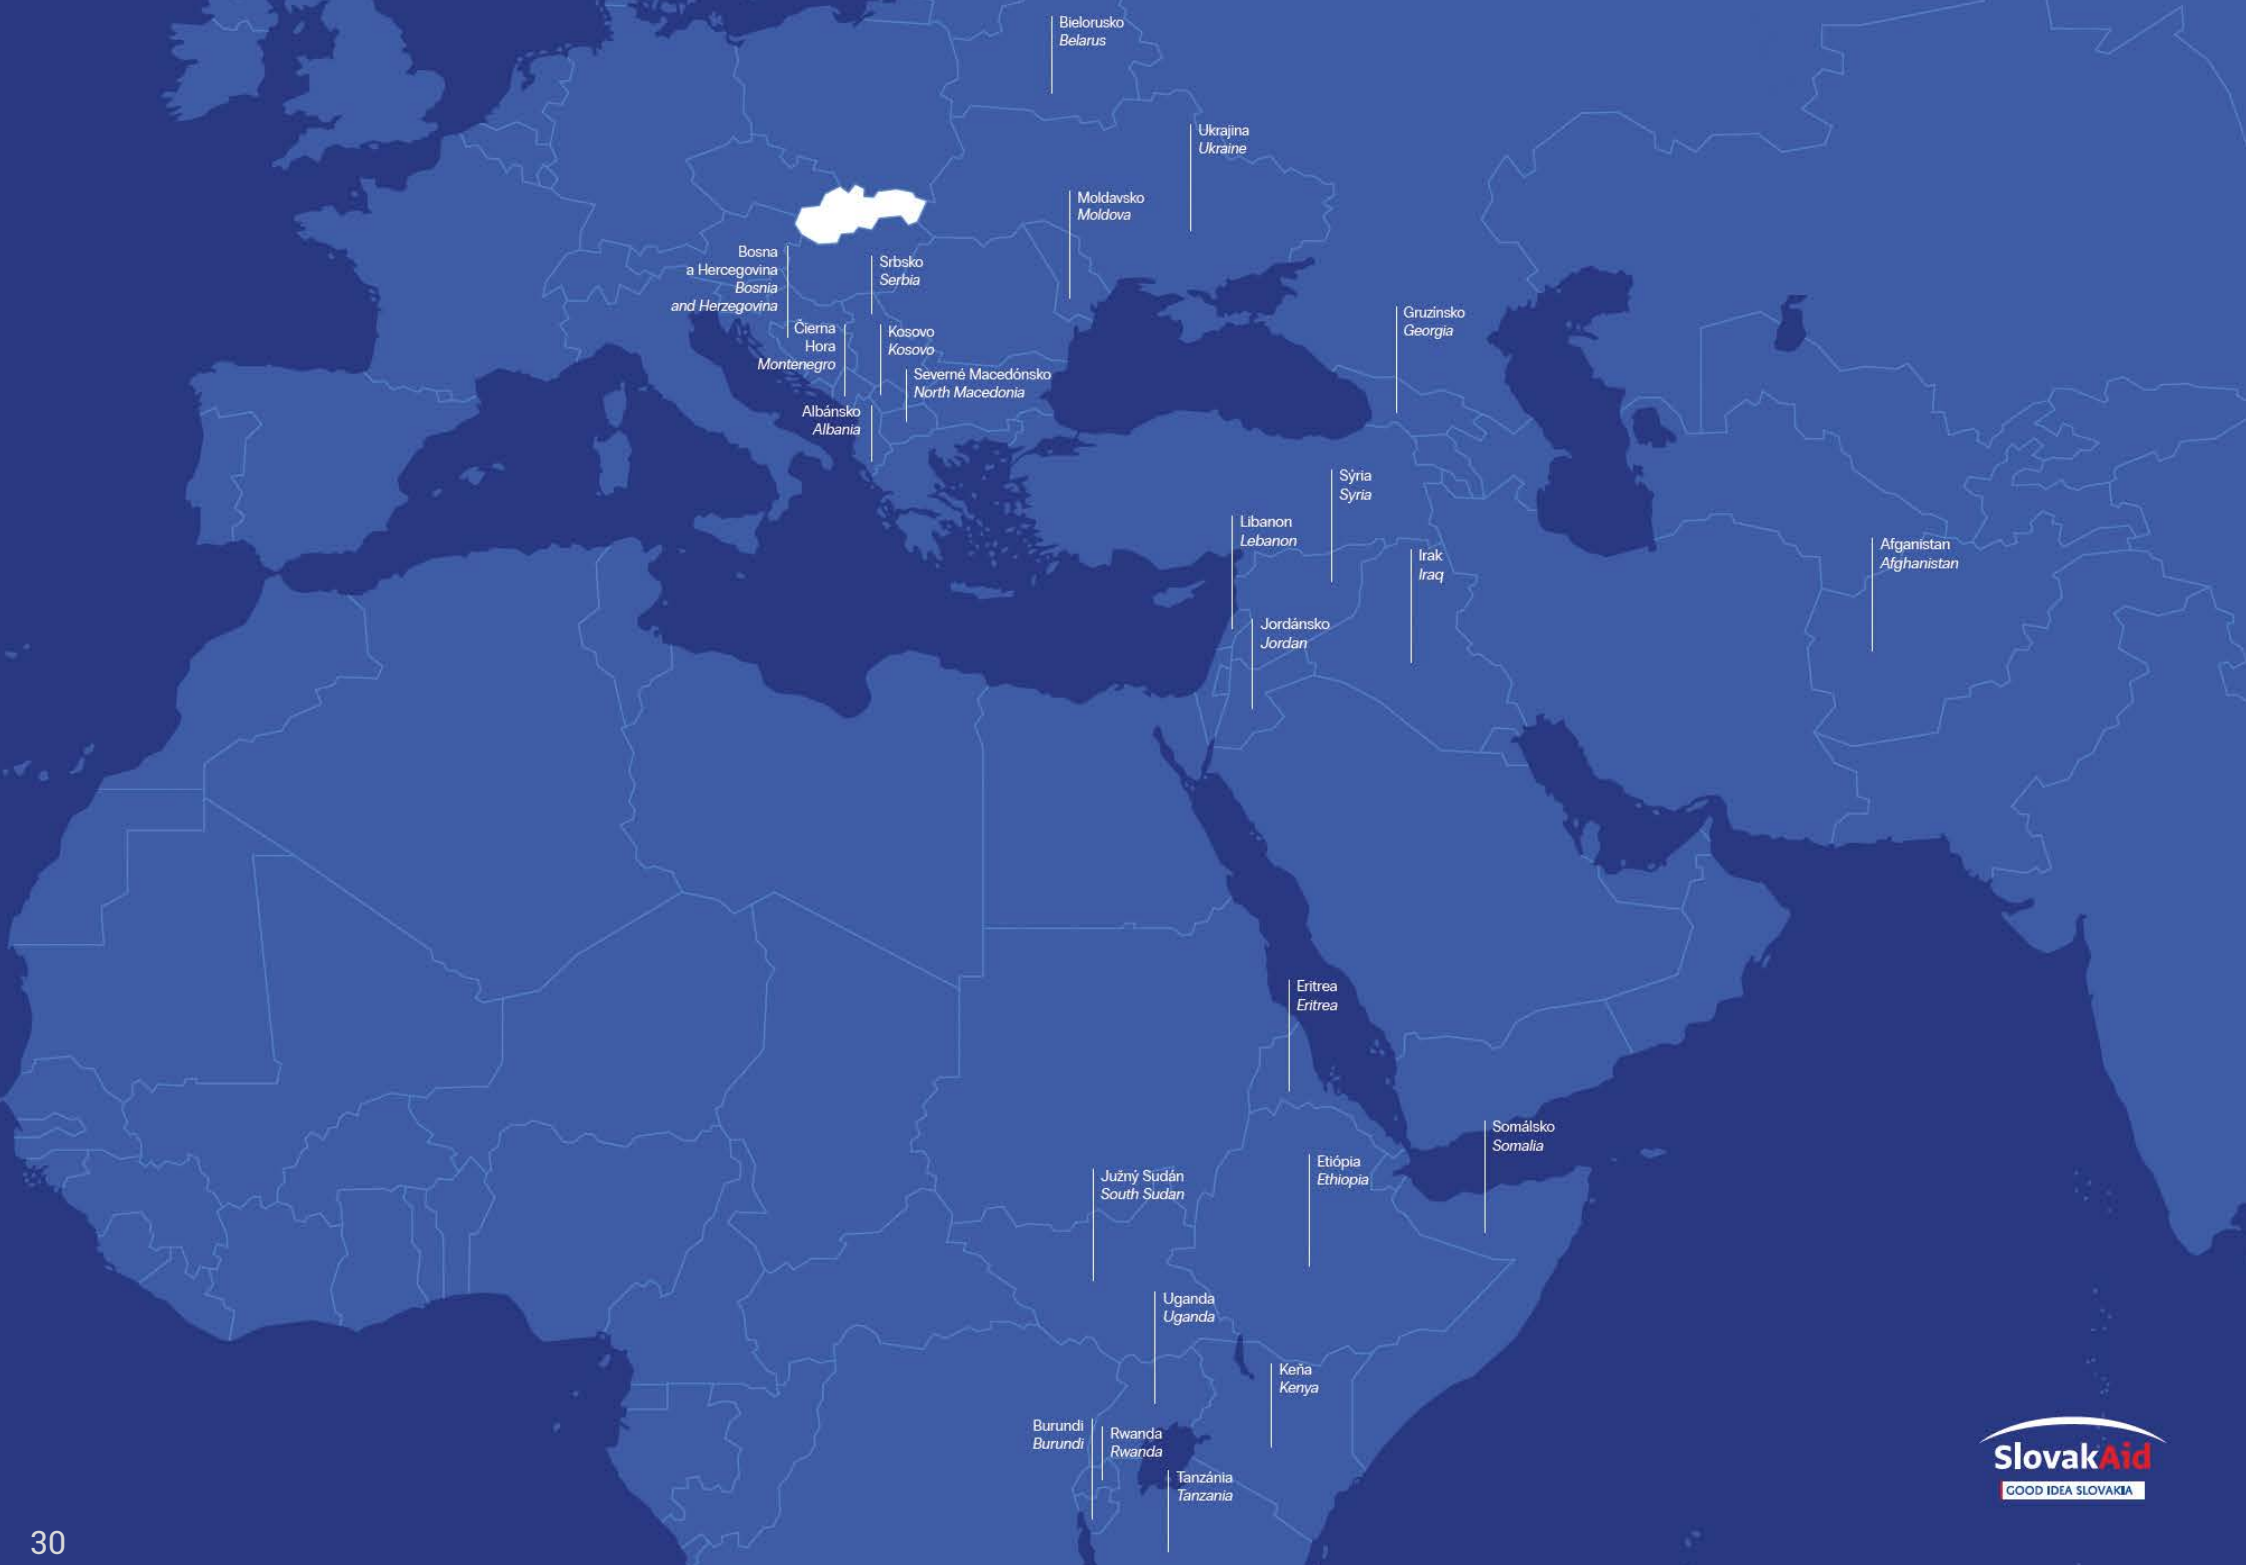 Bielorusko
Belarus
Ukrajina
Ukraine
Moldavsko
Moldova
Bosna
a Hercegovina
Bosnia
and Herzegovina
Srbsko
Serbia
Čierna
Hora
Montenegro
Kosovo
Kosovo
Severné Macedónsko
North Macedonia
Albánsko
Albania
Gruzínsko
Georgia
Sýria
Syria
Libanon
Lebanon
Irak
Iraq
Afganistan
Afghanistan
Jordánsko
Jordan
Eritrea
Eritrea
Somálsko
Somalia
Etiópia
Ethiopia
Južný Sudán
South Sudan
Uganda
Uganda
Keňa
Kenya
Burundi
Burundi
Rwanda
Rwanda
Tanzánia
Tanzania
SlovakAid
GOOD IDEA SLOVAKIA
30